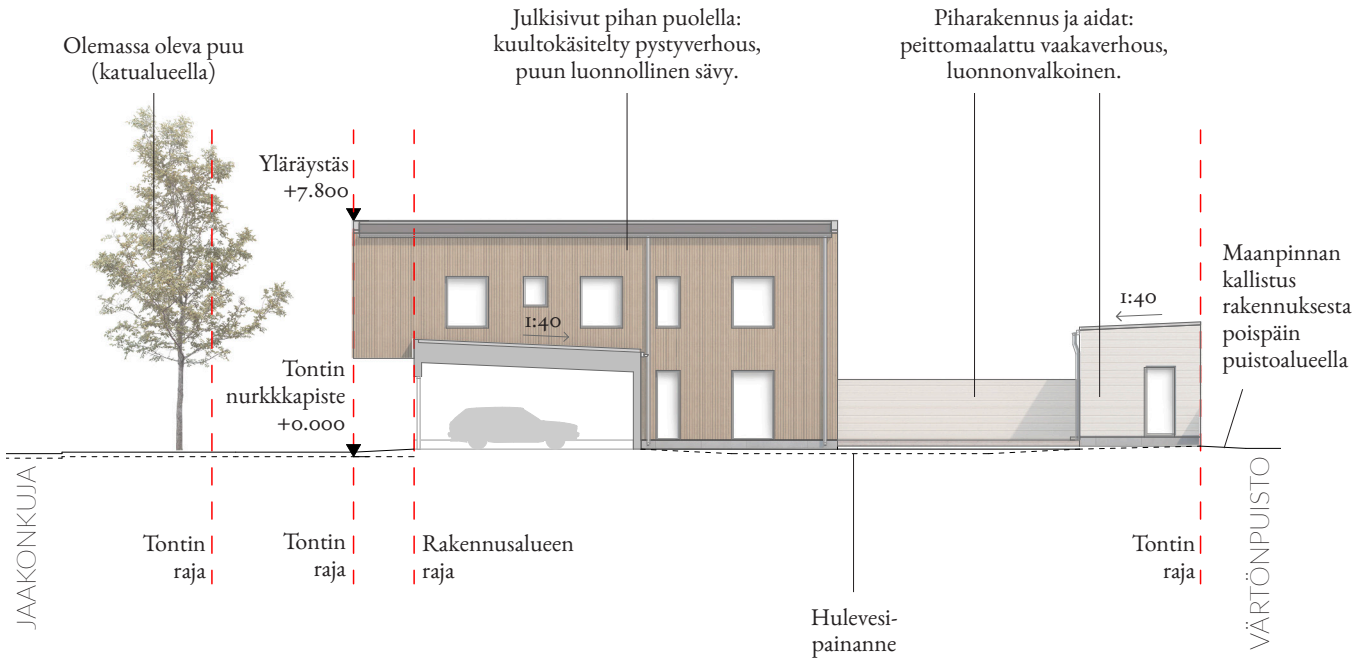 Olemassa oleva puu
(katualueella)
Julkisivut pihan puolella:
kuultokäsitelty pystyverhous,
puun luonnollinen sävy.
Piharakennus ja aidat:
peittomaalattu vaakaverhous,
luonnonvalkoinen.
Yläräystäs
+7.800
1:40
1:40
Maanpinnan
kallistus
rakennuksesta
poispäin
puistoalueella
Tontin
nurkkkapiste
+0.000
JAAKONKUJA
Tontin
raja
Tontin
raja
Rakennusalueen
raja
Hulevesi-
painanne
Tontin
raja
VÄRTÖNPUISTO